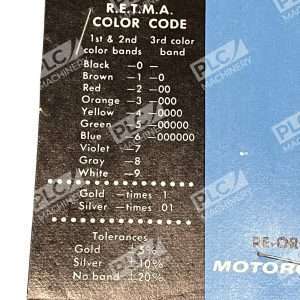 R.E.T.M.A.
COLOR CODE
1st & 2nd 3rd color
color bands band
Black —0—
Brown —1—0
Red —2—00
Orange —3—000
Yellow —4—0000
Green —5—00000
Blue —6—000000
Violet —7
Gray —8
White —9
Gold —times .1
Silver —times .01
Tolerances
Gold ± 5%
Silver ±10%
No band ±20%
RE-OR
MOTORO
PLC
MACHINERY